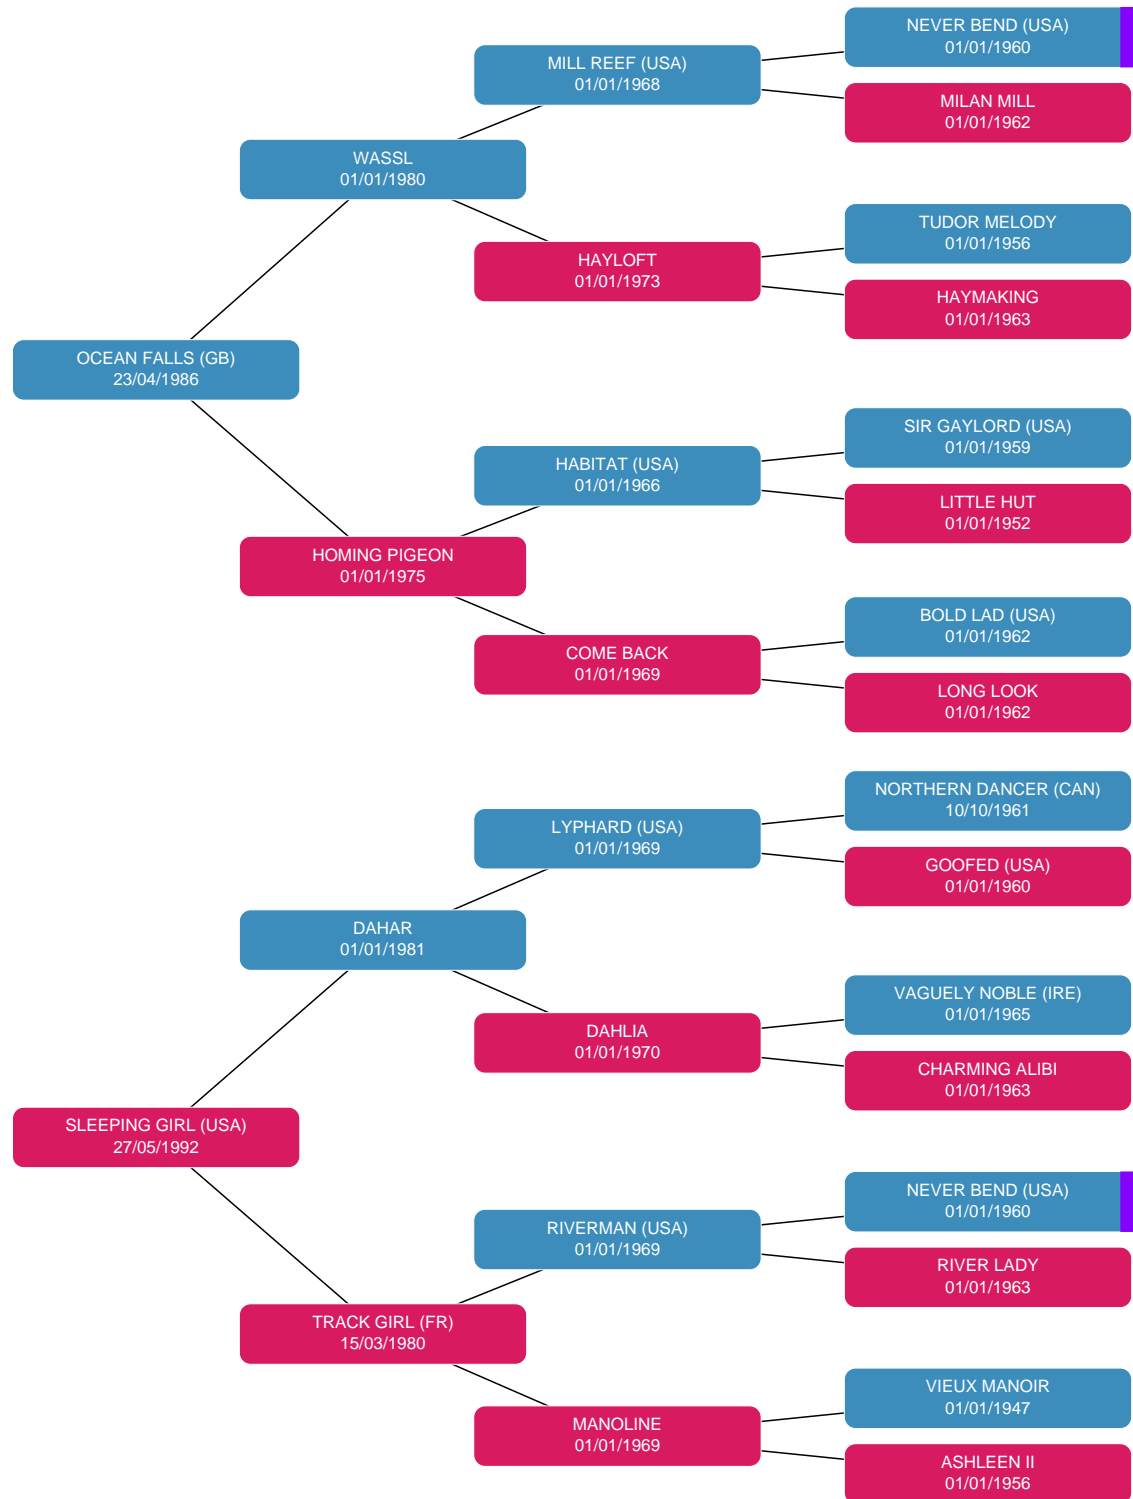 NEVER BEND (USA)
01/01/1960
MILL REEF (USA)
01/01/1968
MILAN MILL
01/01/1962
WASSL
01/01/1980
TUDOR MELODY
01/01/1956
HAYLOFT
01/01/1973
HAYMAKING
01/01/1963
OCEAN FALLS (GB)
23/04/1986
SIR GAYLORD (USA)
01/01/1959
HABITAT (USA)
01/01/1966
LITTLE HUT
01/01/1952
HOMING PIGEON
01/01/1975
BOLD LAD (USA)
01/01/1962
COME BACK
01/01/1969
LONG LOOK
01/01/1962
NORTHERN DANCER (CAN)
10/10/1961
LYPHARD (USA)
01/01/1969
GOOFED (USA)
01/01/1960
DAHAR
01/01/1981
VAGUELY NOBLE (IRE)
01/01/1965
DAHLIA
01/01/1970
CHARMING ALIBI
01/01/1963
SLEEPING GIRL (USA)
27/05/1992
NEVER BEND (USA)
01/01/1960
RIVERMAN (USA)
01/01/1969
RIVER LADY
01/01/1963
TRACK GIRL (FR)
15/03/1980
VIEUX MANOIR
01/01/1947
MANOLINE
01/01/1969
ASHLEEN II
01/01/1956